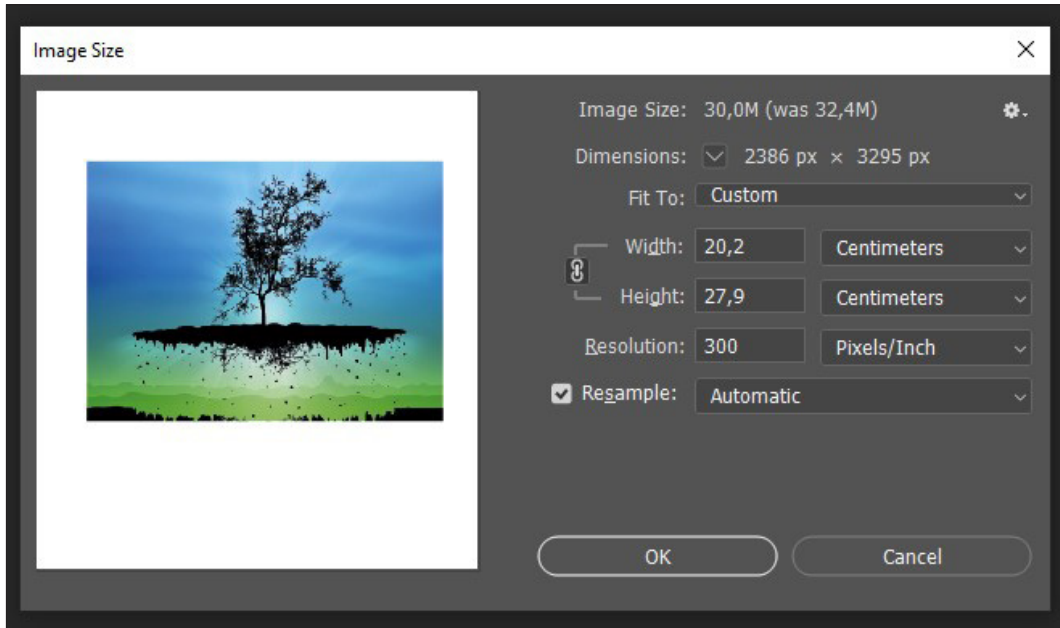 Image Size
Image Size: 30,0M (was 32,4M)
Dimensions: 2386 px × 3295 px
Fit To: Custom
Width: 20,2 Centimeters
Height: 27,9 Centimeters
Resolution: 300 Pixels/Inch
Resample: Automatic
OK Cancel